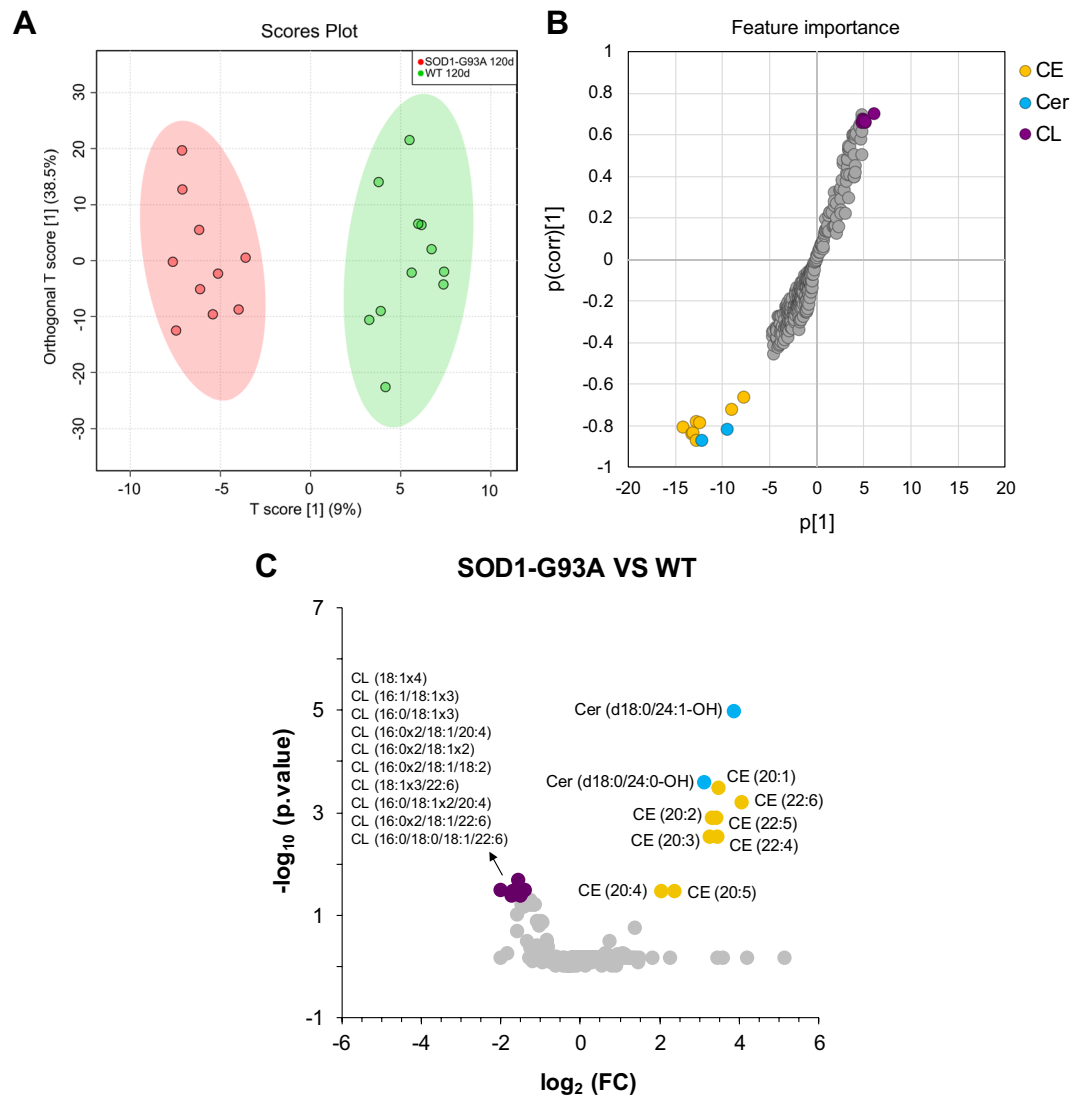 A
Scores Plot
SOD1-G93A 120d
WT 120d
Orthogonal T score [1] (38.5%)
30
20
10
0
-10
-20
-30
-10
-5
0
5
10
T score [1] (9%)
B
Feature importance
1
0.8
0.6
0.4
0.2
0
-0.2
-0.4
-0.6
-0.8
-1
p(corr)[1]
-20
-15
-10
-5
0
5
10
15
20
p[1]
CE
Cer
CL
C
SOD1-G93A VS WT
7
5
3
1
-1
-log10 (p.value)
CL (18:1x4)
CL (16:1/18:1x3)
CL (16:0/18:1x3)
CL (16:0x2/18:1/20:4)
CL (16:0x2/18:1x2)
CL (16:0x2/18:1/18:2)
CL (18:1x3/22:6)
CL (16:0/18:1x2/20:4)
CL (16:0x2/18:1/22:6)
CL (16:0/18:0/18:1/22:6)
Cer (d18:0/24:1-OH)
Cer (d18:0/24:0-OH)
CE (20:1)
CE (22:6)
CE (20:2)
CE (22:5)
CE (20:3)
CE (22:4)
CE (20:4)
CE (20:5)
-6
-4
-2
0
2
4
6
log2 (FC)